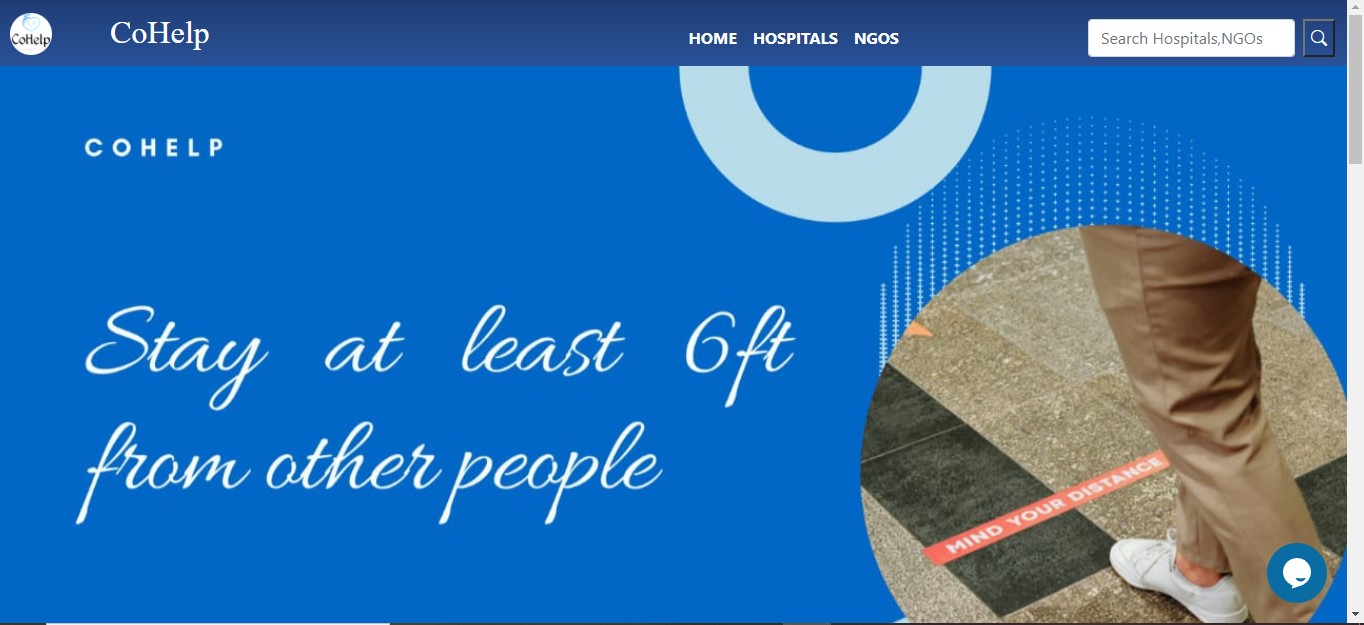 CoHelp
CoHelp
HOME HOSPITALS NGOS
Search Hospitals,NGOs
COHELP
Stay at least 6ft
from other people
MIND YOUR DISTANCE